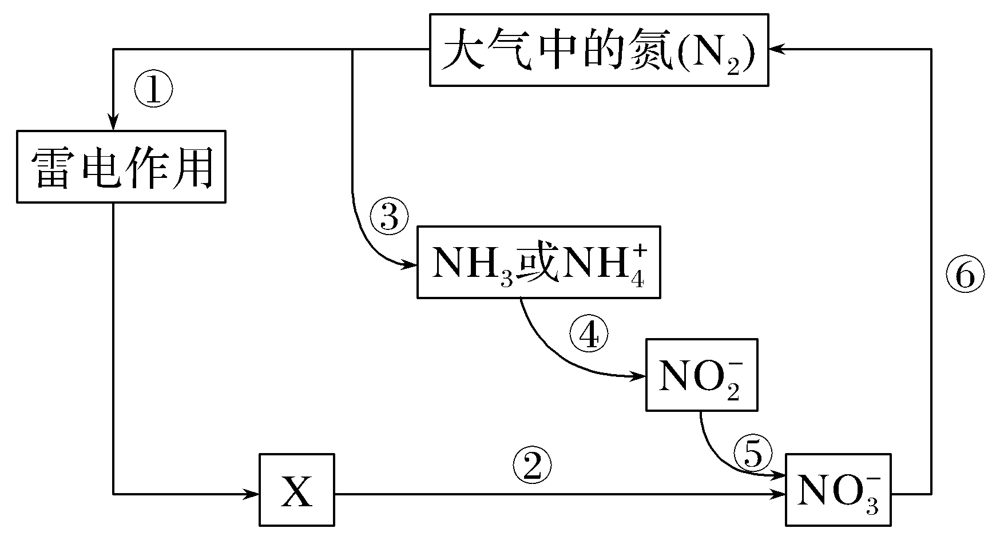 大气中的氮(N₂)
①
雷电作用
③
NH₃或NH₄⁺
⑥
④
NO₂⁻
⑤
②
X
NO₃⁻